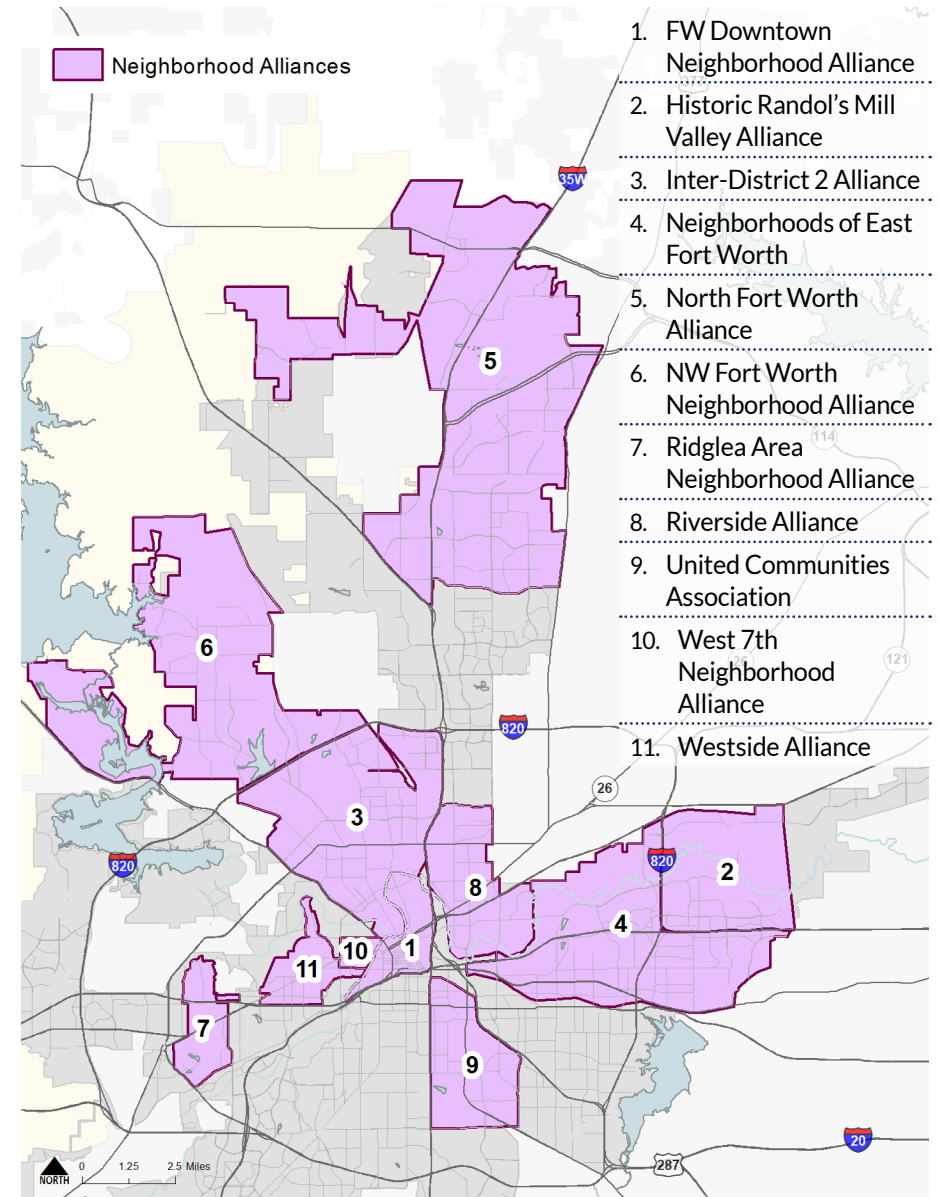 Neighborhood Alliances
1. FW Downtown
Neighborhood Alliance
2. Historic Randol’s Mill
Valley Alliance
3. Inter-District 2 Alliance
4. Neighborhoods of East
Fort Worth
5. North Fort Worth
Alliance
6. NW Fort Worth
Neighborhood Alliance
7. Ridglea Area
Neighborhood Alliance
8. Riverside Alliance
9. United Communities
Association
10. West 7th
Neighborhood
Alliance
11. Westside Alliance
377
35W
5
114
6
26
121
820
26
3
820
820
2
8
4
10
1
11
7
9
20
287
NORTH
0 1.25 2.5 Miles